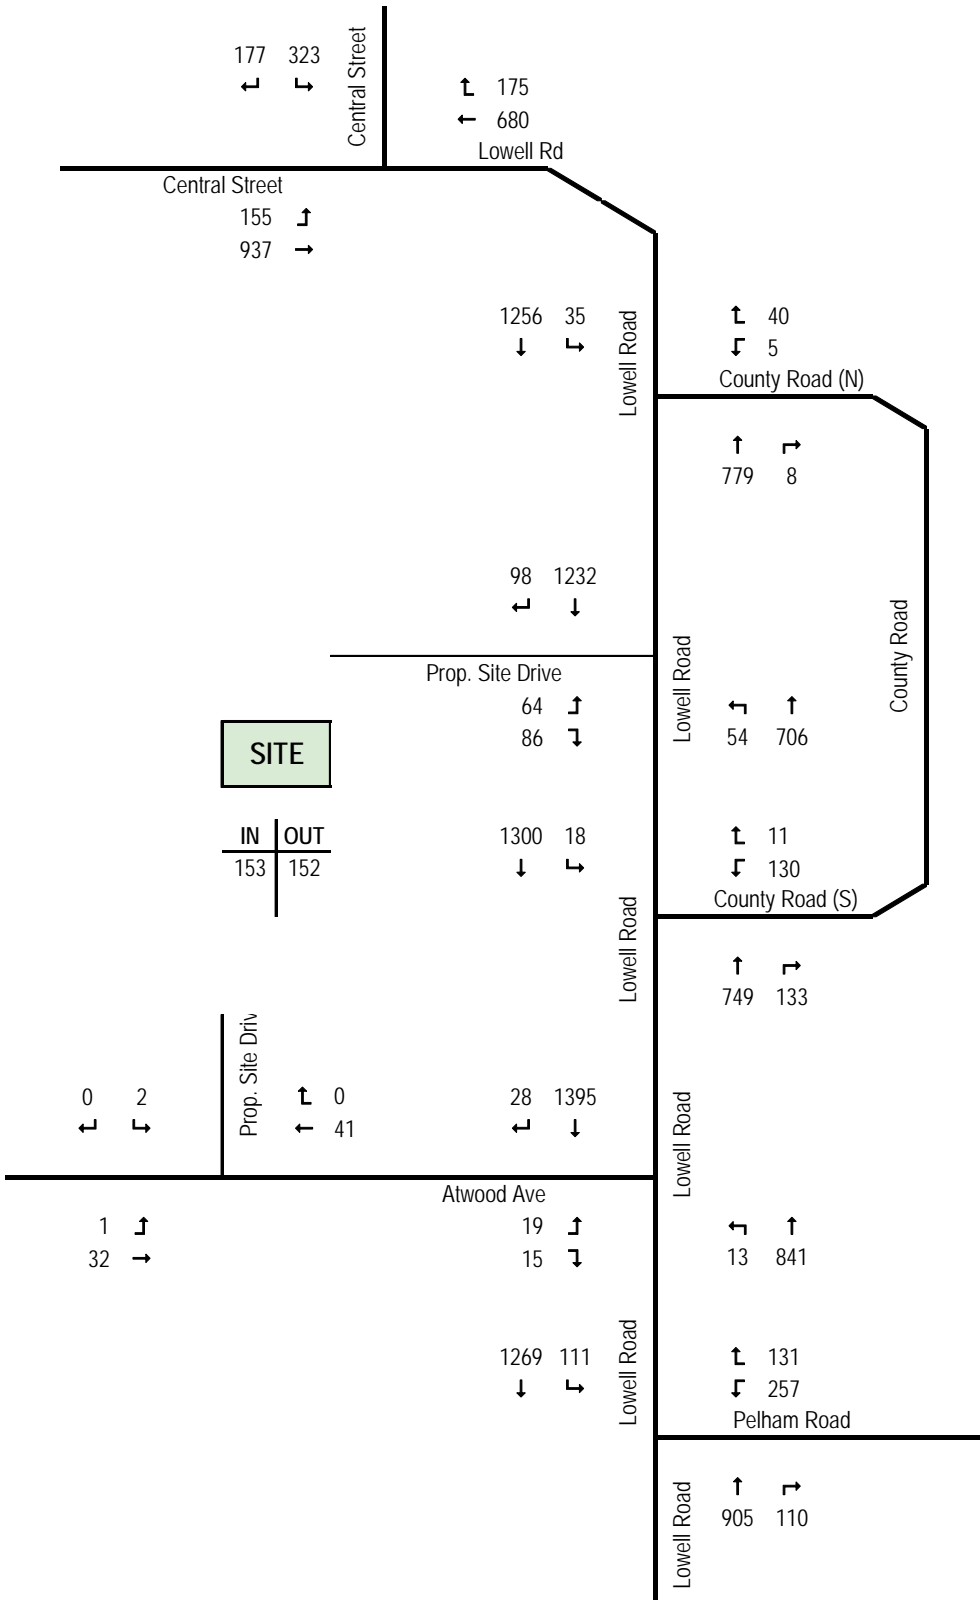 177 323
Central Street
175
680
Lowell Rd
Central Street
155
937
1256 35
Lowell Road
40
5
County Road (N)
779 8
98 1232
Prop. Site Drive
64
86
Lowell Road
54 706
County Road
SITE
IN OUT
153 152
1300 18
11
130
County Road (S)
Lowell Road
749 133
0 2
Prop. Site Driv
0
41
28 1395
Lowell Road
Atwood Ave
1
32
19
15
13 841
1269 111
Lowell Road
131
257
Pelham Road
905 110
Lowell Road